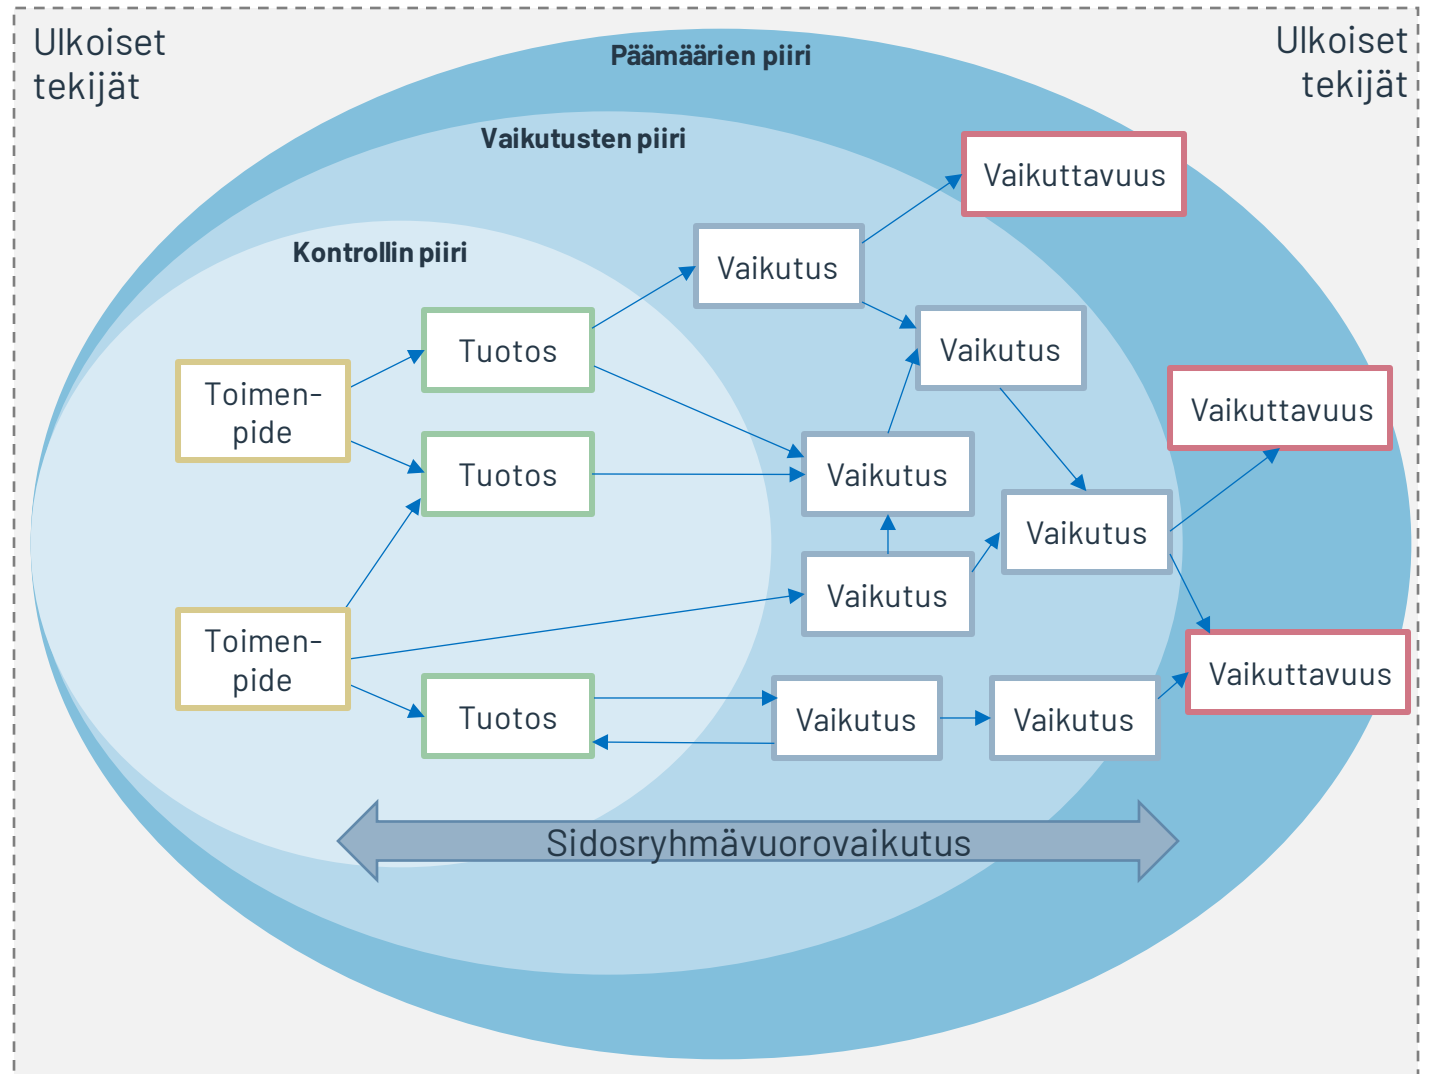 Ulkoiset
tekijät
Ulkoiset
tekijät
Päämäärien piiri
Vaikutusten piiri
Kontrollin piiri
Vaikuttavuus
Vaikutus
Tuotos
Vaikutus
Toimen-
pide
Vaikuttavuus
Tuotos
Vaikutus
Vaikutus
Vaikutus
Toimen-
pide
Vaikuttavuus
Tuotos
Vaikutus
Vaikutus
Sidosryhmävuorovaikutus